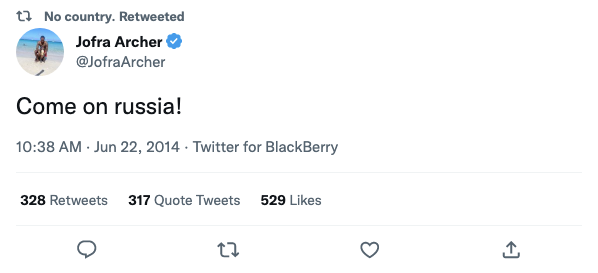 No country. Retweeted
Jofra Archer
@JofraArcher
Come on russia!
10:38 AM · Jun 22, 2014 · Twitter for BlackBerry
328 Retweets 317 Quote Tweets 529 Likes